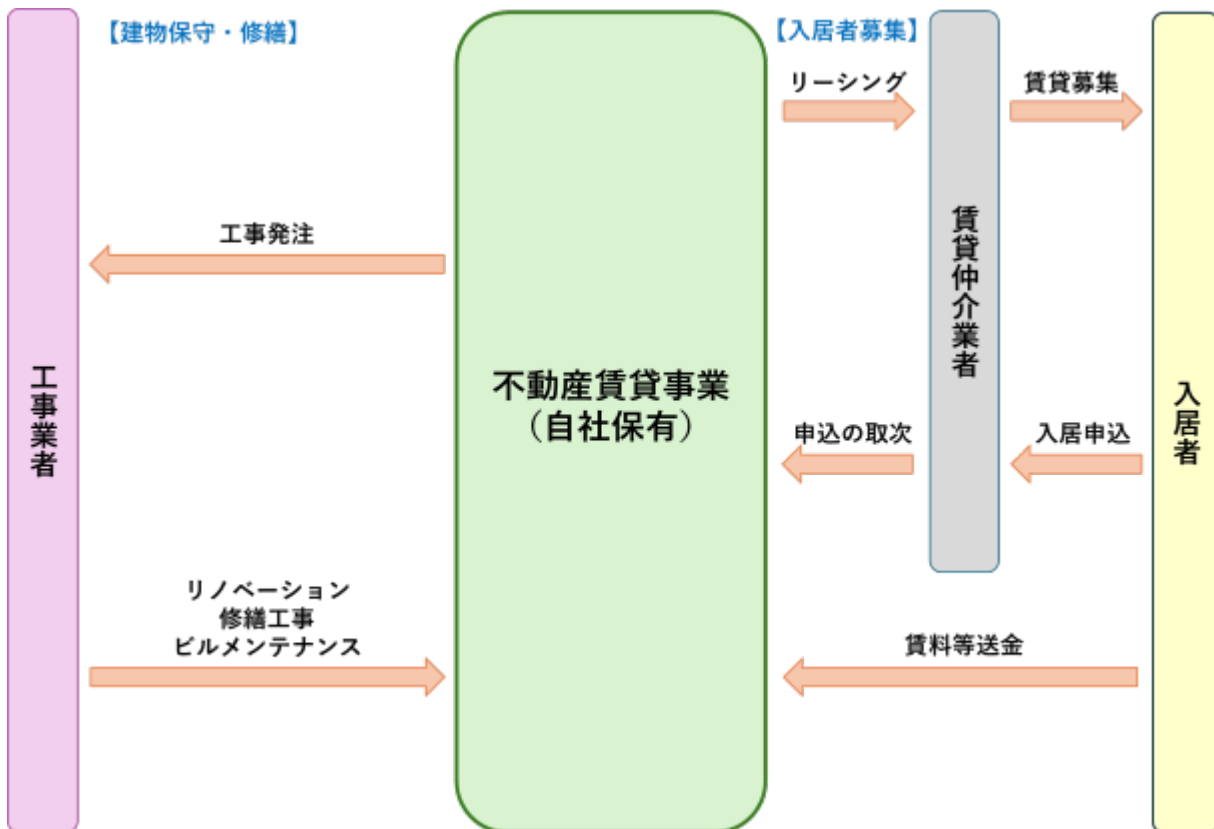 【建物保守・修繕】
【入居者募集】
リーシング
賃貸募集
工事発注
賃貸仲介業者
工事業者
不動産賃貸事業
（自社保有）
入居者
申込の取次
入居申込
リノベーション
修繕工事
ビルメンテナンス
賃料等送金